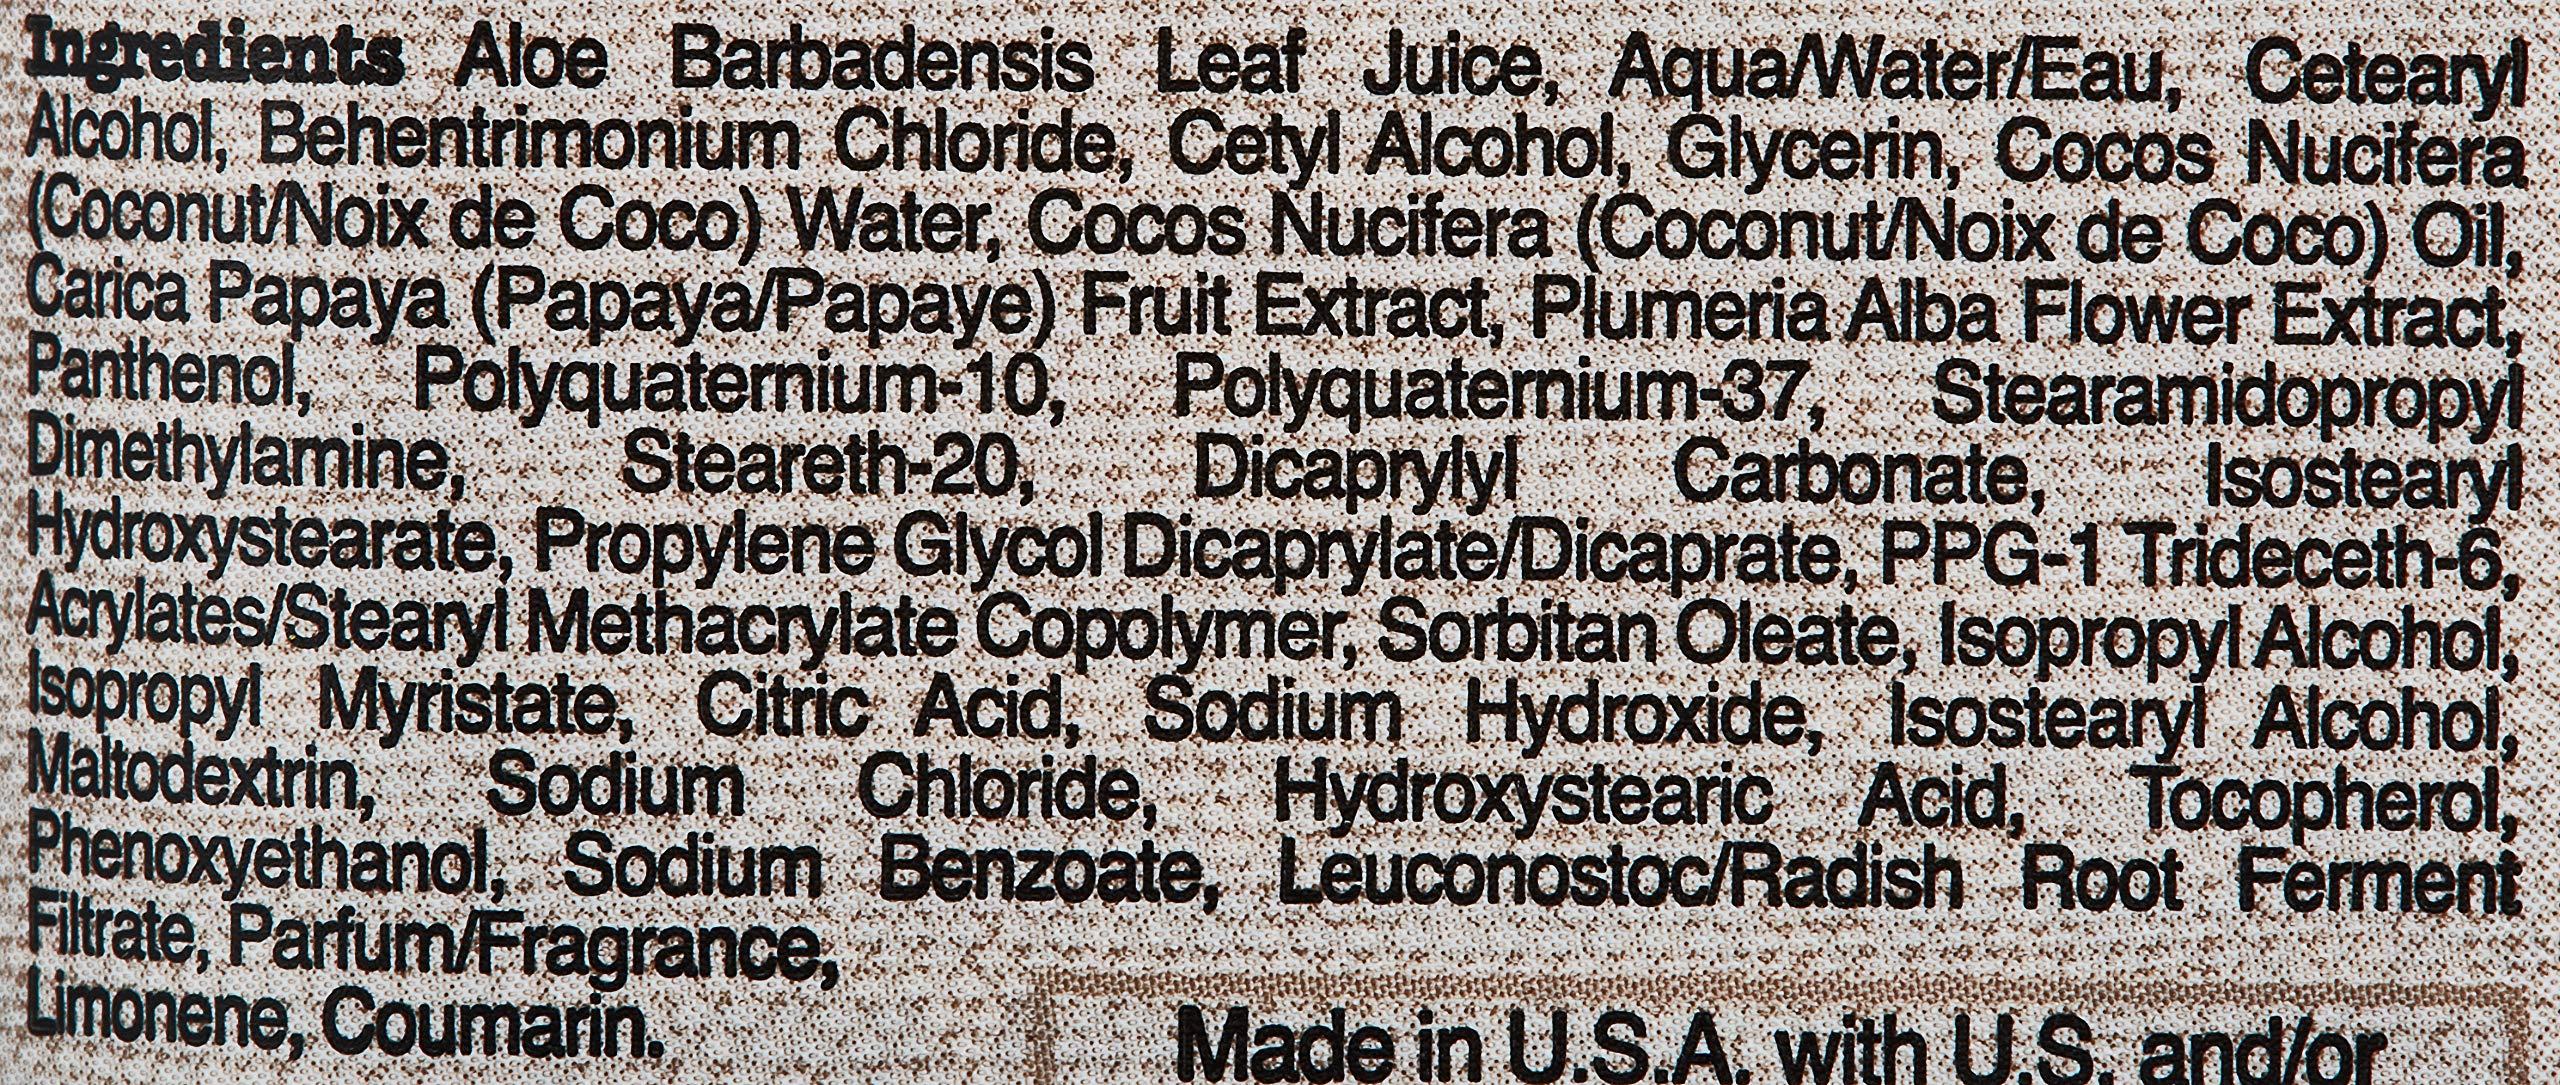 Ingredients Aloe Barbadensis Leaf Juice, Aqua/Water/Eau, Cetearyl
Alcohol, Behentrimonium Chloride, Cetyl Alcohol, Glycerin, Cocos Nucifera
(Coconut/Noix de Coco) Water, Cocos Nucifera (Coconut/Noix de Coco) Oil,
Carica Papaya (Papaya/Papaye) Fruit Extract, Plumeria Alba Flower Extract,
Panthenol, Polyquaternium-10, Polyquaternium-37, Stearamidopropyl
Dimethylamine, Steareth-20, Dicaprylyl Carbonate, Isostearyl
Hydroxystearate, Propylene Glycol Dicaprylate/Dicaprate, PPG-1 Trideceth-6,
Acrylates/Stearyl Methacrylate Copolymer, Sorbitan Oleate, Isopropyl Alcohol,
Isopropyl Myristate, Citric Acid, Sodium Hydroxide, Isostearyl Alcohol,
Maltodextrin, Sodium Chloride, Hydroxystearic Acid, Tocopherol,
Phenoxyethanol, Sodium Benzoate, Leuconostoc/Radish Root Ferment
Filtrate, Parfum/Fragrance,
Limonene, Coumarin.
Made in U.S.A. with U.S. and/or